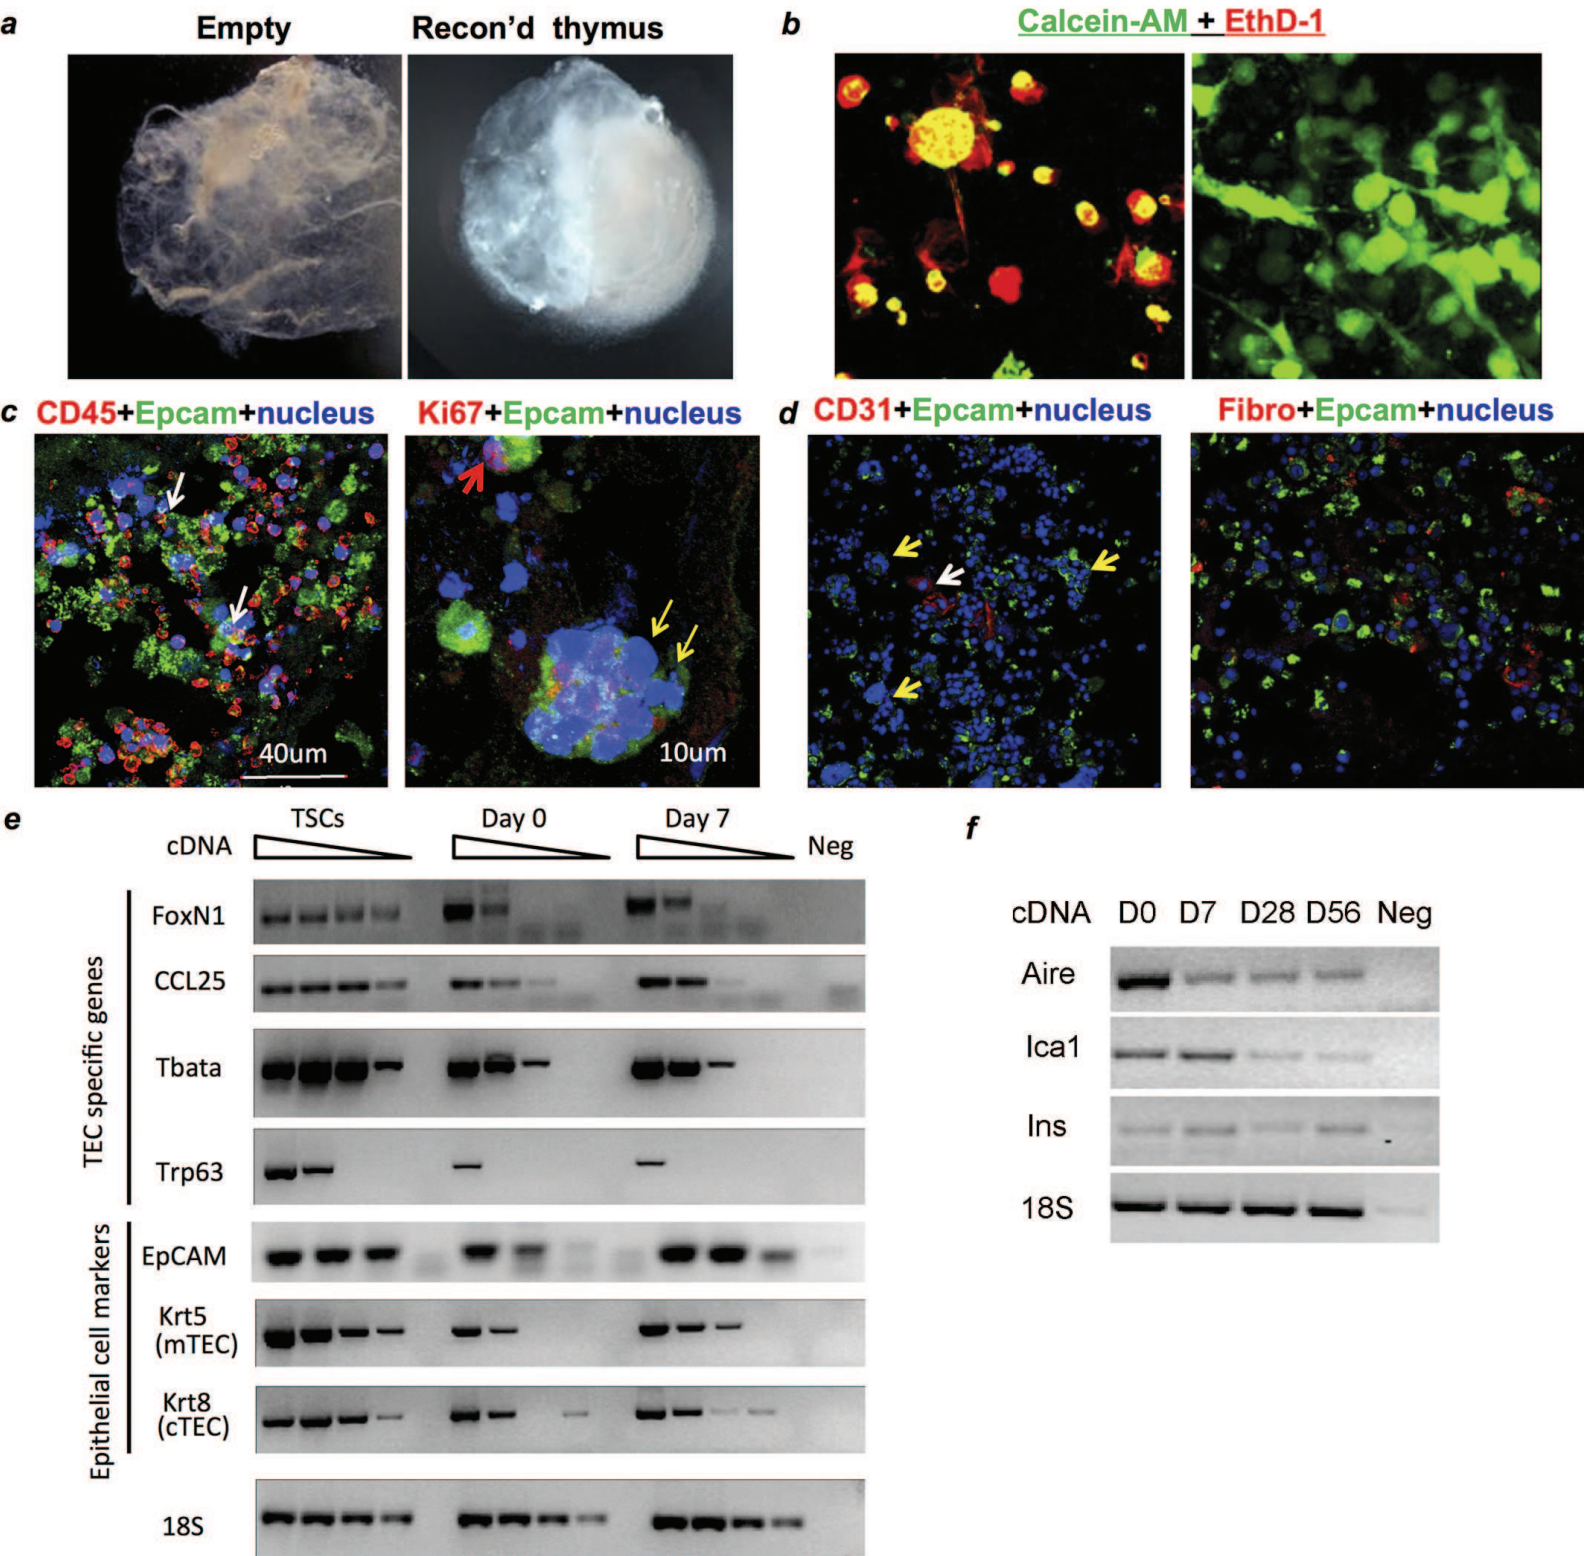 a Empty Recon'd thymus
b Calcein-AM + EthD-1
c CD45+Epcam+nucleus Ki67+Epcam+nucleus
40um 10um
d CD31+Epcam+nucleus Fibro+Epcam+nucleus
e TSCs Day 0 Day 7
cDNA Neg
TEC specific genes
FoxN1
CCL25
Tbata
Trp63
Epithelial cell markers
EpCAM
Krt5
(mTEC)
Krt8
(cTEC)
18S
f
cDNA D0 D7 D28 D56 Neg
Aire
Ica1
Ins
18S